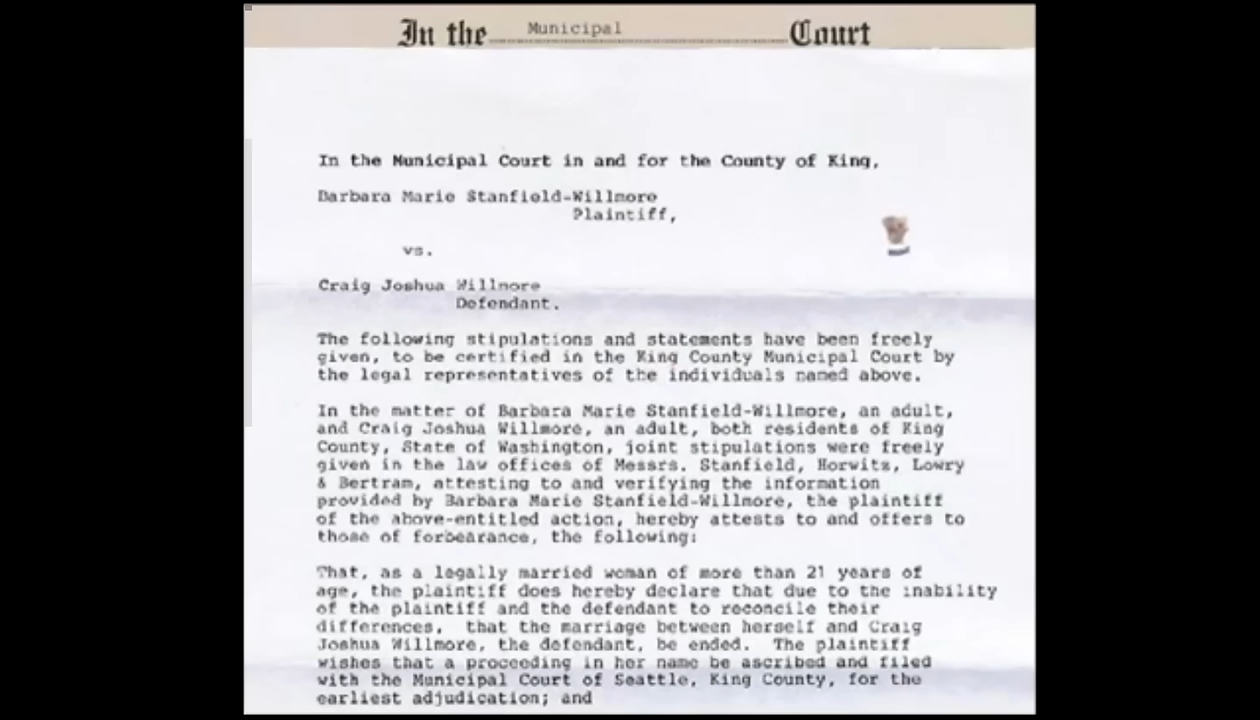 In the Municipal Court
In the Municipal Court in and for the County of King,
Barbara Marie Stanfield-Willmore
Plaintiff,
vs.
Craig Joshua Willmore
Defendant.
The following stipulations and statements have been freely
given, to be certified in the King County Municipal Court by
the legal representatives of the individuals named above.
In the matter of Barbara Marie Stanfield-Willmore, an adult,
and Craig Joshua Willmore, an adult, both residents of King
County, State of Washington, joint stipulations were freely
given in the law offices of Messrs. Stanfield, Horwitz, Lowry
& Bertram, attesting to and verifying the information
provided by Barbara Marie Stanfield-Willmore, the plaintiff
of the above-entitled action, hereby attests to and offers to
those of forbearance, the following:
That, as a legally married woman of more than 21 years of
age, the plaintiff does hereby declare that due to the inability
of the plaintiff and the defendant to reconcile their
differences, that the marriage between herself and Craig
Joshua Willmore, the defendant, be ended. The plaintiff
wishes that a proceeding in her name be ascribed and filed
with the Municipal Court of Seattle, King County, for the
earliest adjudication; and